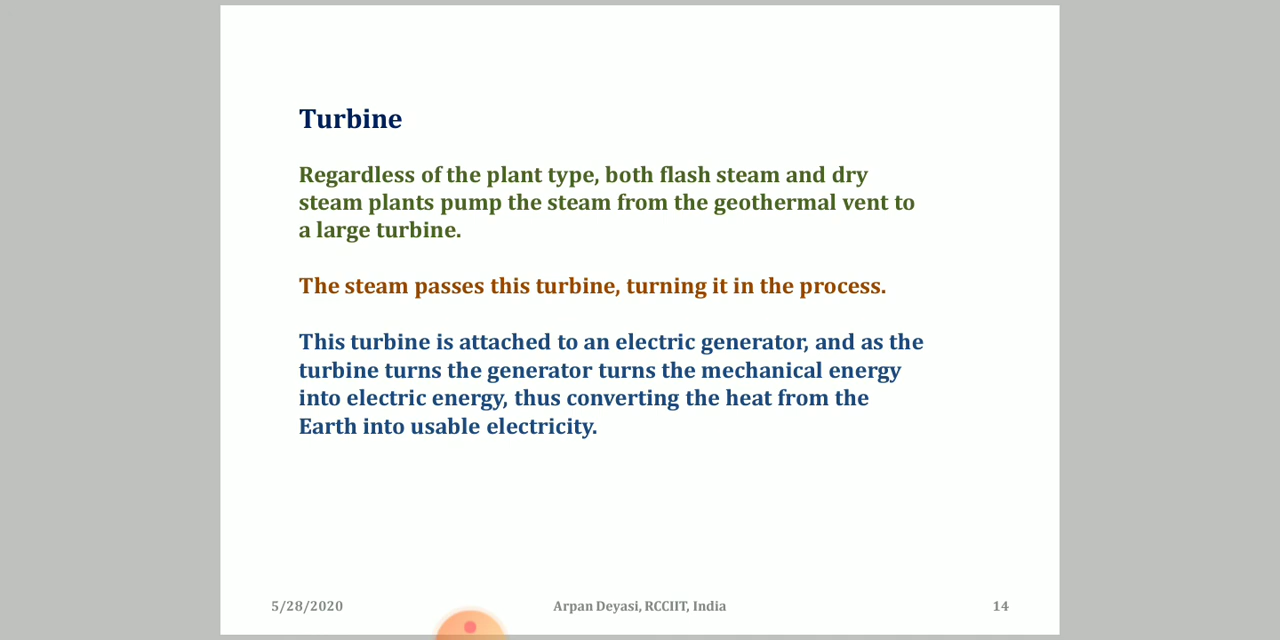 Turbine
Regardless of the plant type, both flash steam and dry
steam plants pump the steam from the geothermal vent to
a large turbine.
The steam passes this turbine, turning it in the process.
This turbine is attached to an electric generator, and as the
turbine turns the generator turns the mechanical energy
into electric energy, thus converting the heat from the
Earth into usable electricity.
5/28/2020
Arpan Deyasi, RCCIIT, India
14